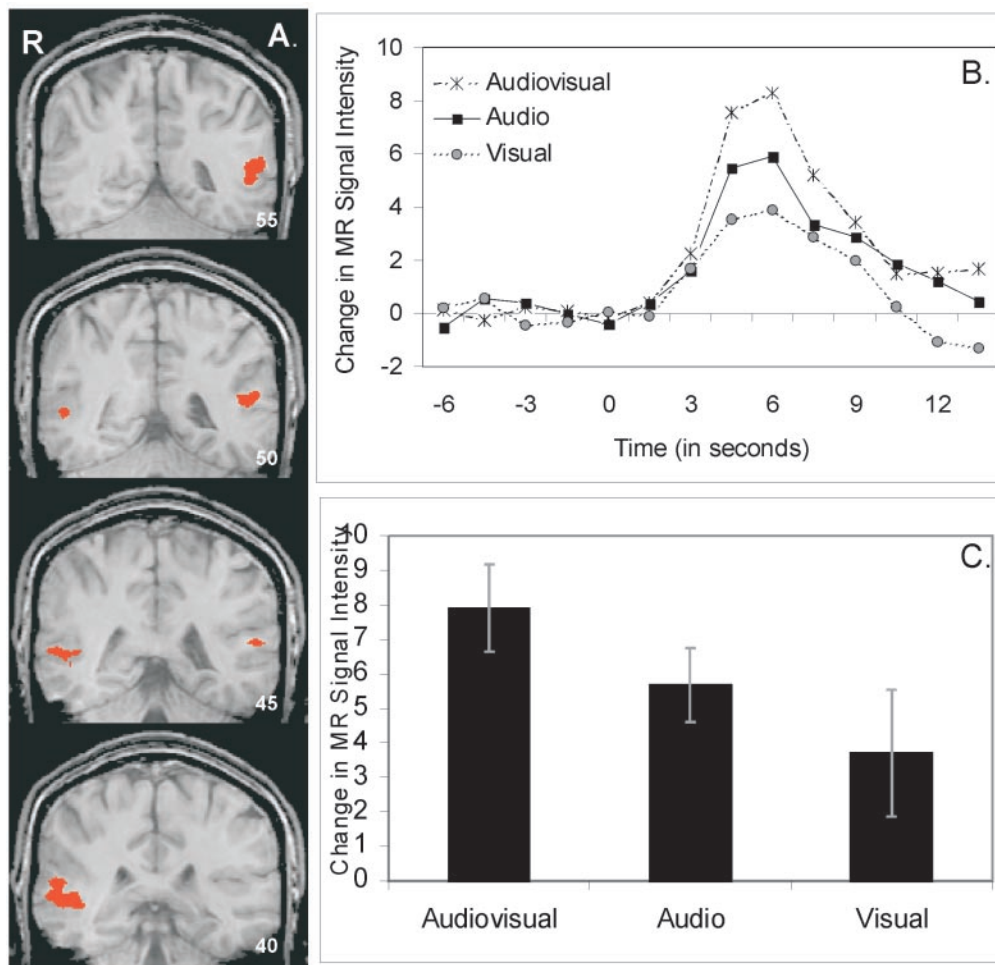 R A.
55
50
45
40
B.
Change in MR Signal Intensity
10
8
6
4
2
0
-2
Audiovisual
Audio
Visual
-6 -3 0 3 6 9 12
Time (in seconds)
C.
Change in MR Signal Intensity
10
9
8
7
6
5
4
3
2
1
0
Audiovisual Audio Visual